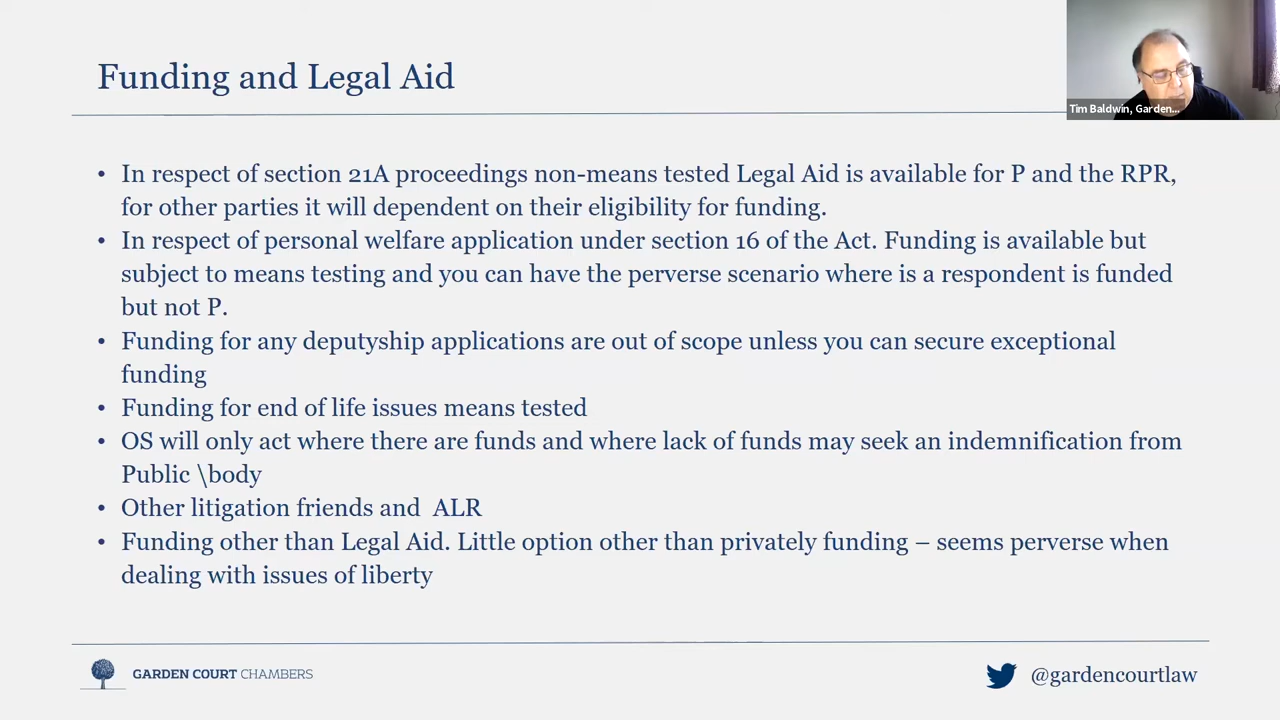 Funding and Legal Aid
Tim Baldwin, Garden...
• In respect of section 21A proceedings non-means tested Legal Aid is available for P and the RPR,
for other parties it will dependent on their eligibility for funding.
• In respect of personal welfare application under section 16 of the Act. Funding is available but
subject to means testing and you can have the perverse scenario where is a respondent is funded
but not P.
• Funding for any deputyship applications are out of scope unless you can secure exceptional
funding
• Funding for end of life issues means tested
• OS will only act where there are funds and where lack of funds may seek an indemnification from
Public \body
• Other litigation friends and  ALR
• Funding other than Legal Aid. Little option other than privately funding – seems perverse when
dealing with issues of liberty
GARDEN COURT CHAMBERS
@gardencourtlaw